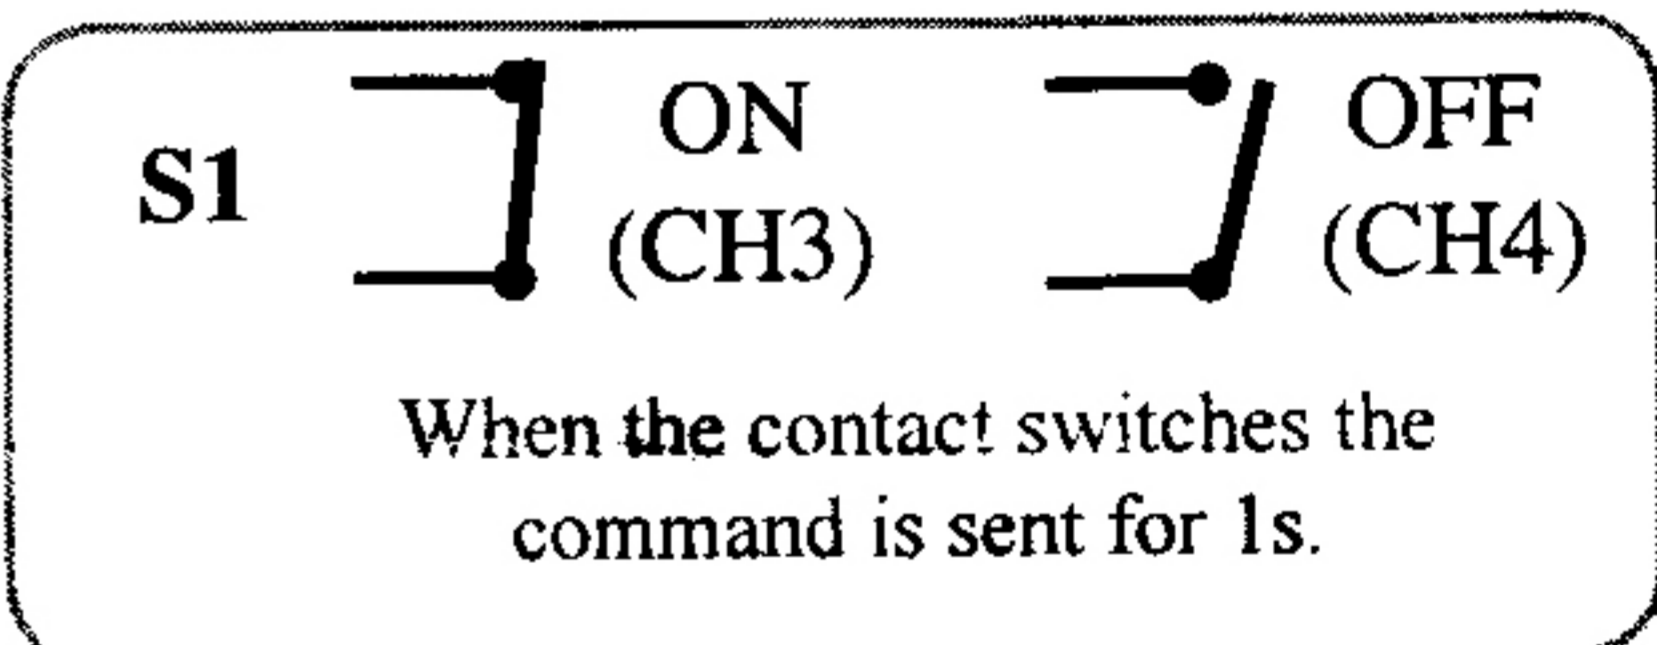 S1 ON OFF
(CH3) (CH4)
When the contact switches the
command is sent for 1s.